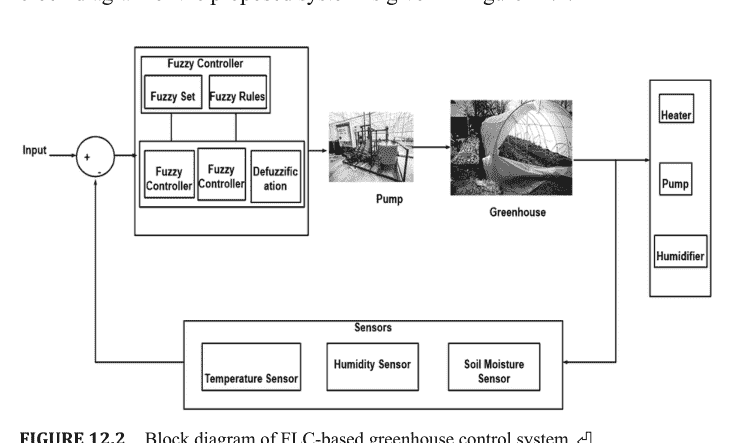 Fuzzy Controller
Fuzzy Set
Fuzzy Rules
Input
+
-
Fuzzy
Controller
Fuzzy
Controller
Defuzzific
ation
Pump
Greenhouse
Heater
Pump
Humidifier
Sensors
Temperature Sensor
Humidity Sensor
Soil Moisture
Sensor
FIGURE 12.2 Block diagram of FLC-based greenhouse control system.